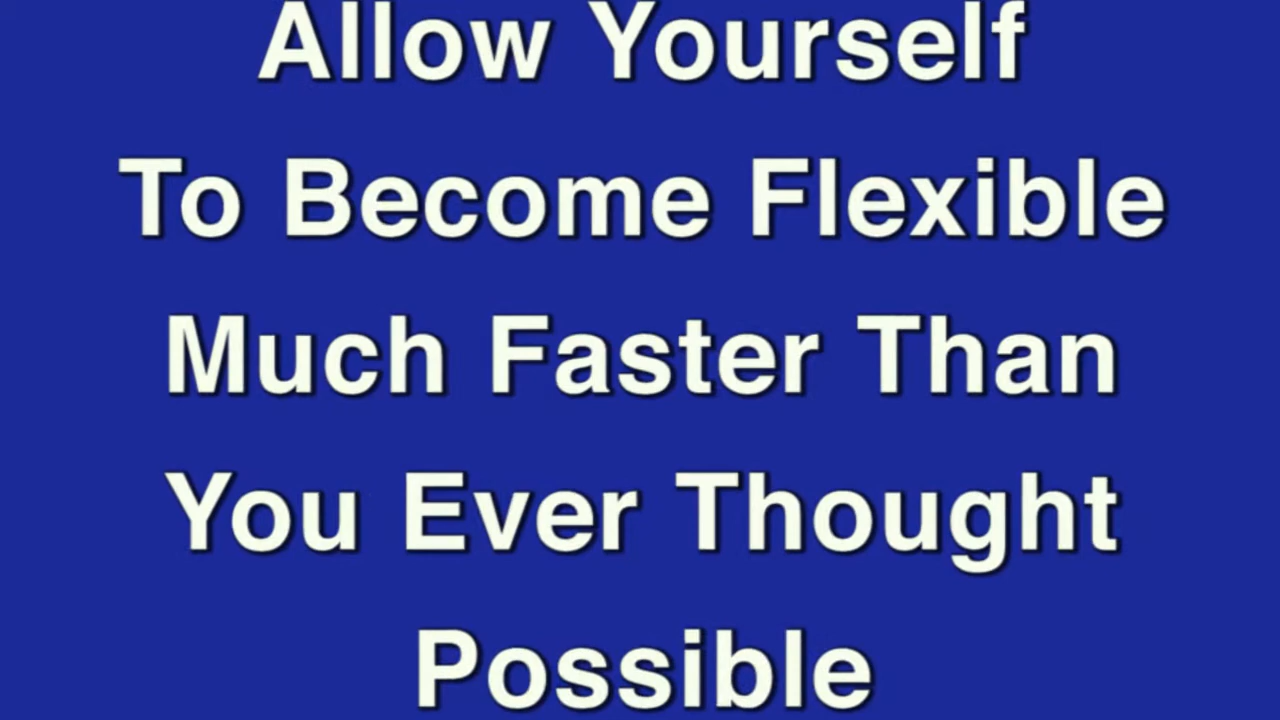 Allow Yourself
To Become Flexible
Much Faster Than
You Ever Thought
Possible